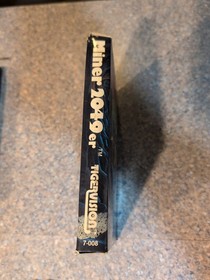 Miner 2049er™
TIGERVISION
7-008